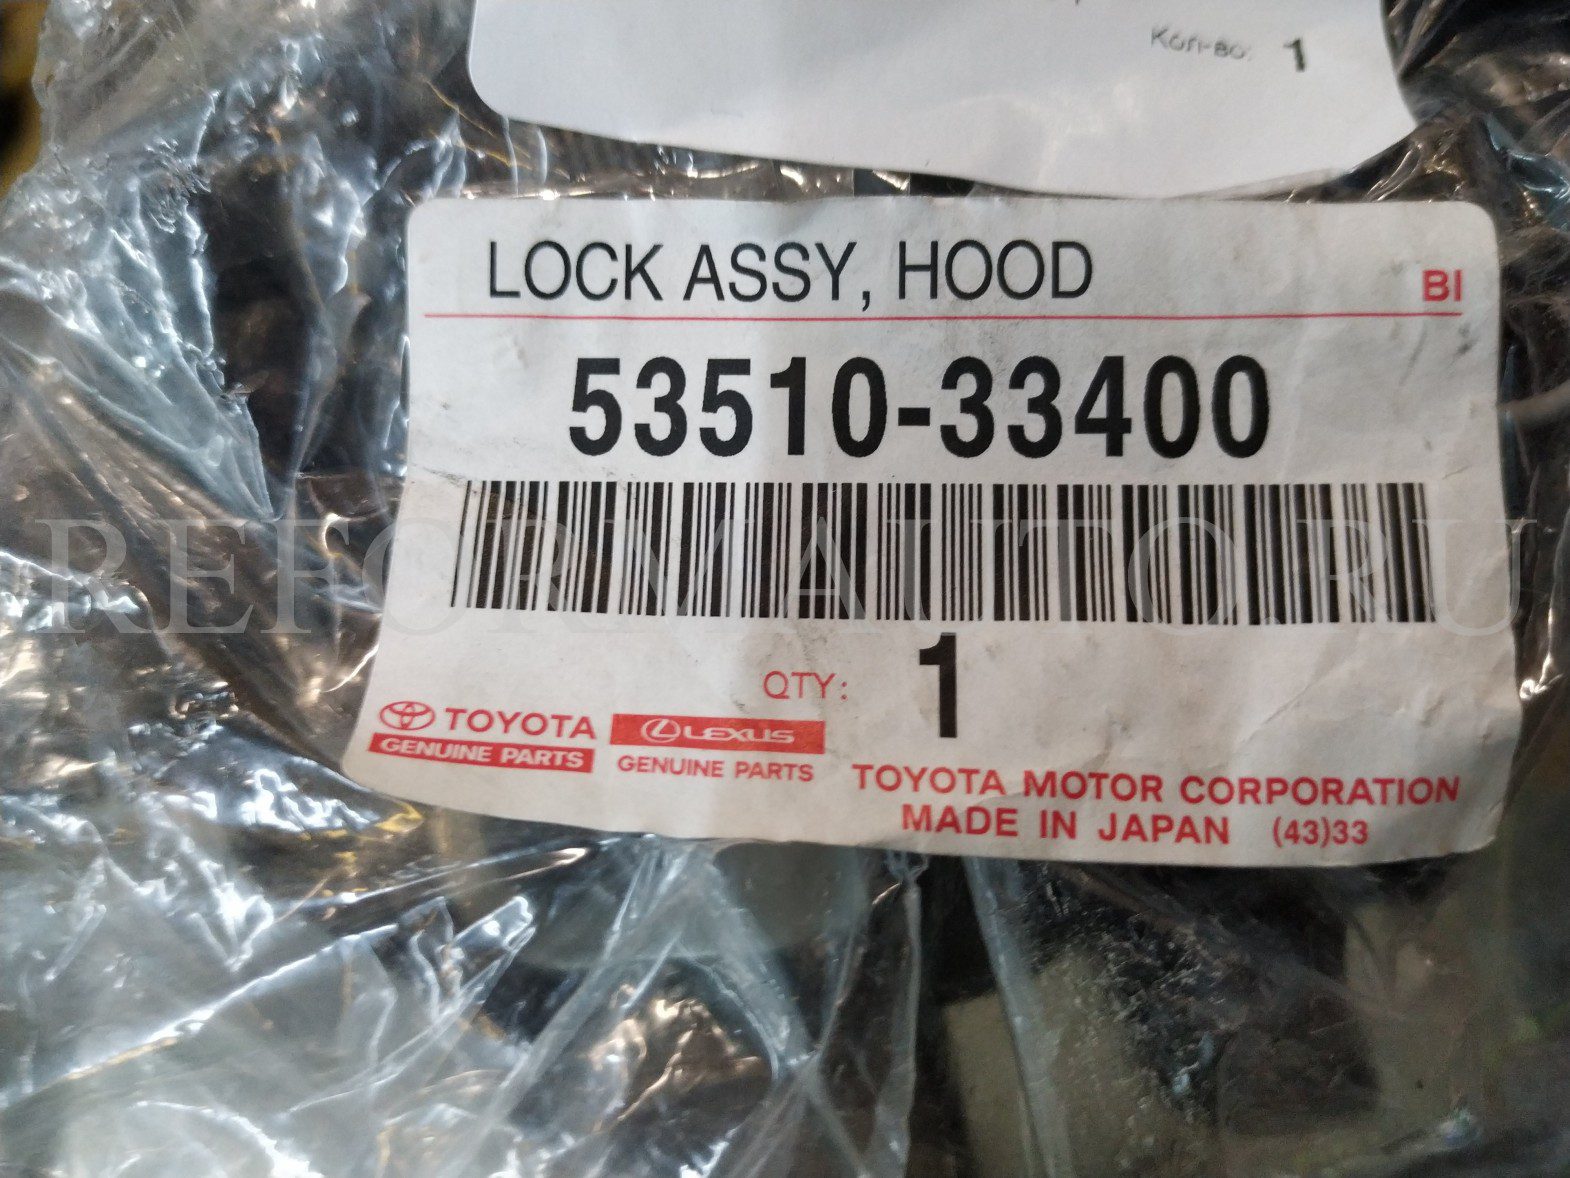 Кол-во: 1
LOCK ASSY, HOOD
BI
53510-33400
REFORMAUTO.RU
QTY: 1
TOYOTA
GENUINE PARTS
LEXUS
GENUINE PARTS
TOYOTA MOTOR CORPORATION
MADE IN JAPAN (43)33